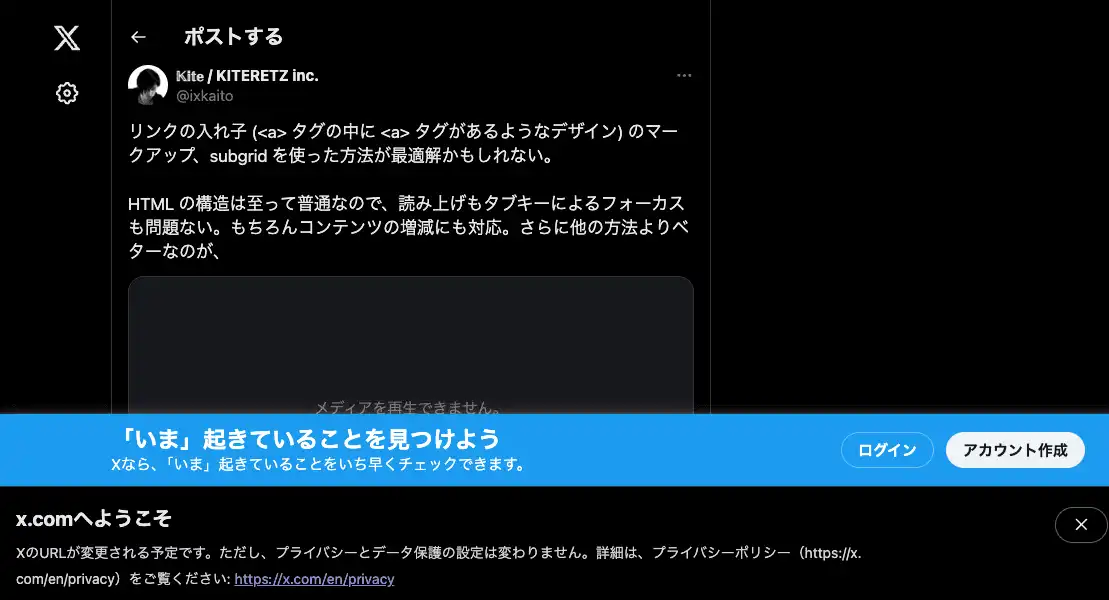 ポストする
Kite / KITERETZ inc.
@ixkaito
リンクの入れ子 (<a> タグの中に <a> タグがあるようなデザイン) のマー
クアップ、subgrid を使った方法が最適解かもしれない。
HTML の構造は至って普通なので、読み上げもタブキーによるフォーカス
も問題ない。もちろんコンテンツの増減にも対応。さらに他の方法よりベ
ターなのが、
メディアを再生できません。
「いま」起きていることを見つけよう
Xなら、「いま」起きていることをいち早くチェックできます。
ログイン
アカウント作成
x.comへようこそ
XのURLが変更される予定です。ただし、プライバシーとデータ保護の設定は変わりません。詳細は、プライバシーポリシー（https://x.
com/en/privacy）をご覧ください: https://x.com/en/privacy